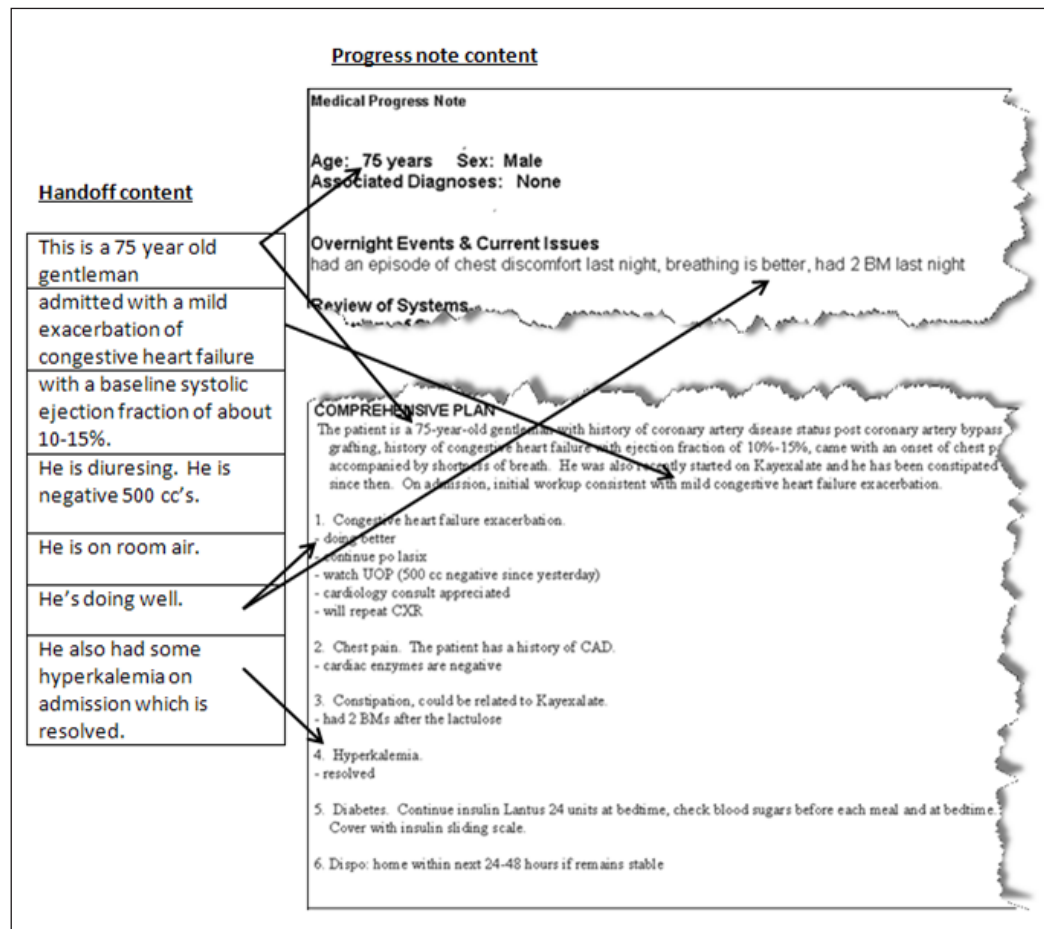 Progress note content
Medical Progress Note
Age: 75 years Sex: Male
Associated Diagnoses: None
Overnight Events & Current Issues
had an episode of chest discomfort last night, breathing is better, had 2 BM last night
Review of Systems
Handoff content
This is a 75 year old
gentleman
admitted with a mild
exacerbation of
congestive heart failure
with a baseline systolic
ejection fraction of about
10-15%.
He is diuresing. He is
negative 500 cc's.
He is on room air.
He's doing well.
He also had some
hyperkalemia on
admission which is
resolved.
COMPREHENSIVE PLAN
The patient is a 75-year-old gentleman with history of coronary artery disease status post coronary artery bypass
grafting, history of congestive heart failure with ejection fraction of 10%-15%, came with an onset of chest
accompanied by shortness of breath. He was also recently started on Kayexalate and he has been constipated
since then. On admission, initial workup consistent with mild congestive heart failure exacerbation.
1. Congestive heart failure exacerbation.
- doing better
- continue po lasix
- watch UOP (500 cc negative since yesterday)
- cardiology consult appreciated
- will repeat CXR
2. Chest pain. The patient has a history of CAD.
- cardiac enzymes are negative
3. Constipation, could be related to Kayexalate.
- had 2 BMs after the lactulose
4. Hyperkalemia.
- resolved
5. Diabetes. Continue insulin Lantus 24 units at bedtime, check blood sugars before each meal and at bedtime.
Cover with insulin sliding scale.
6. Dispo: home within next 24-48 hours if remains stable